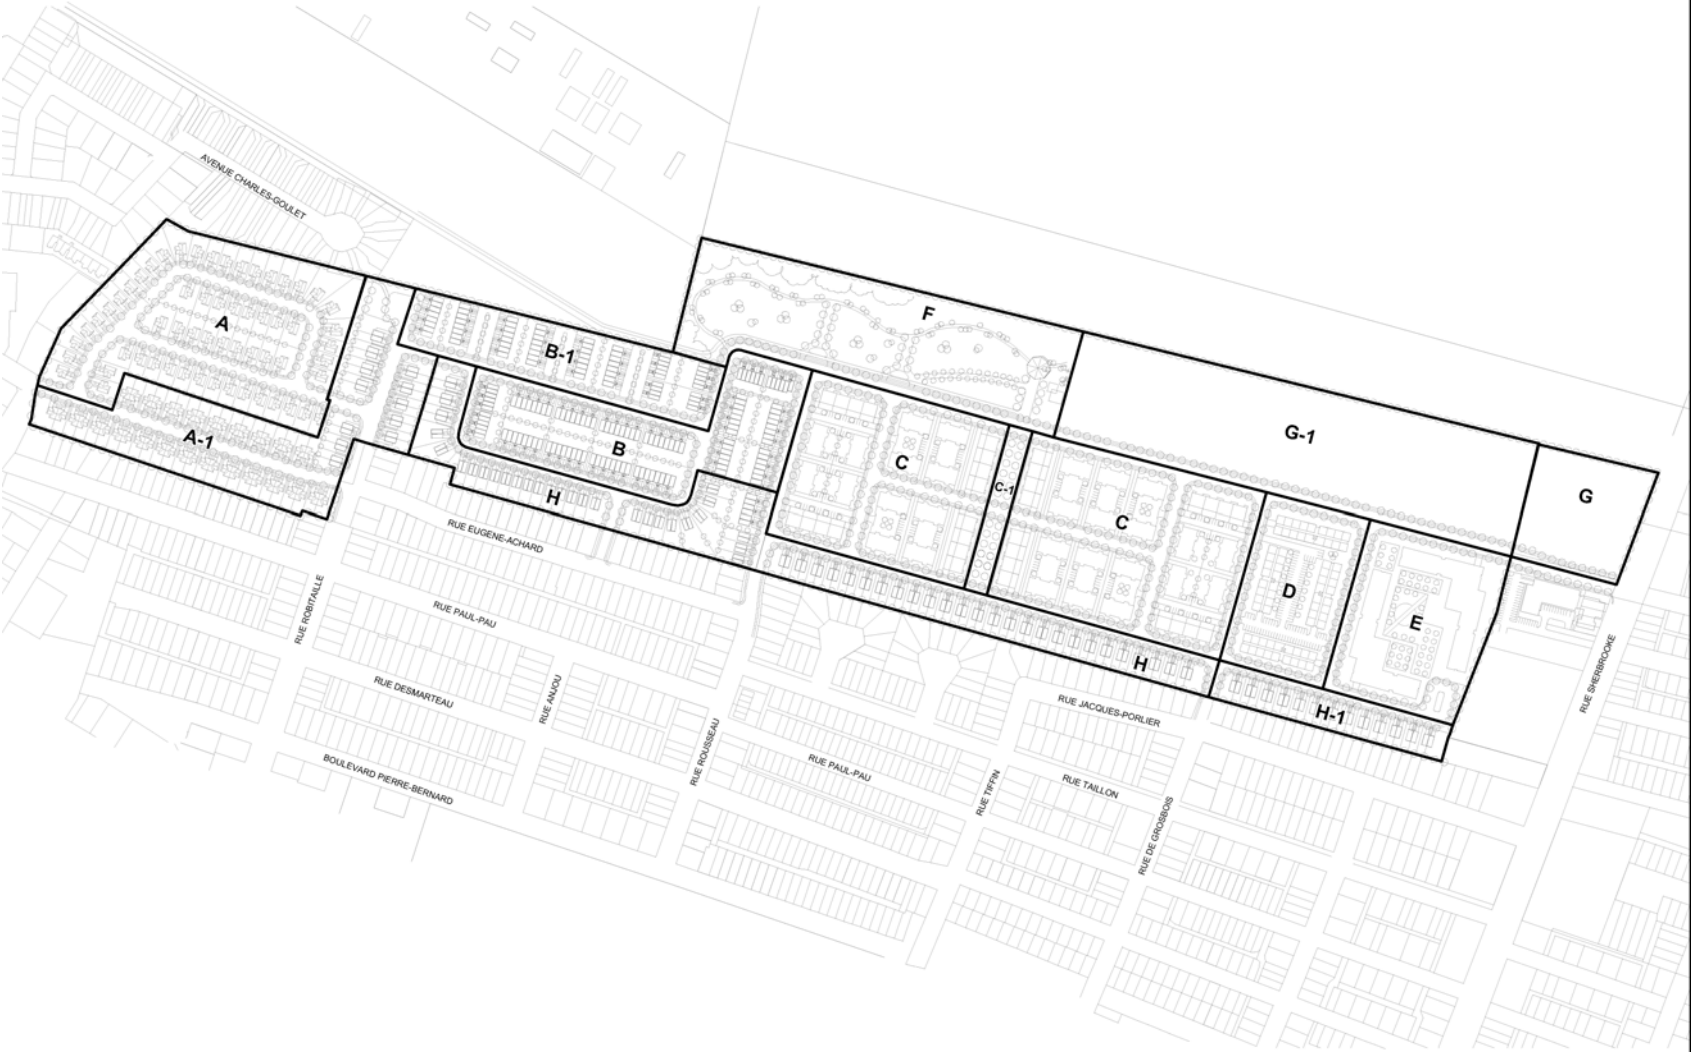 AVENUE CHARLES-GOULET
F
A
B-1
G-1
A-1
B
C
G
C-1
H
C
RUE EUGENE-ACHARD
D
RUE ROBITAILLE
RUE PAUL-PAU
E
H
RUE SHERBROOKE
RUE DESMARTEAU
RUE ANJOU
RUE JACQUES-PORLIER
H-1
RUE ROUSSEAU
BOULEVARD PIERRE-BERNARD
RUE PAUL-PAU
RUE TIFFIN
RUE TAILLON
RUE DE GROSBOIS